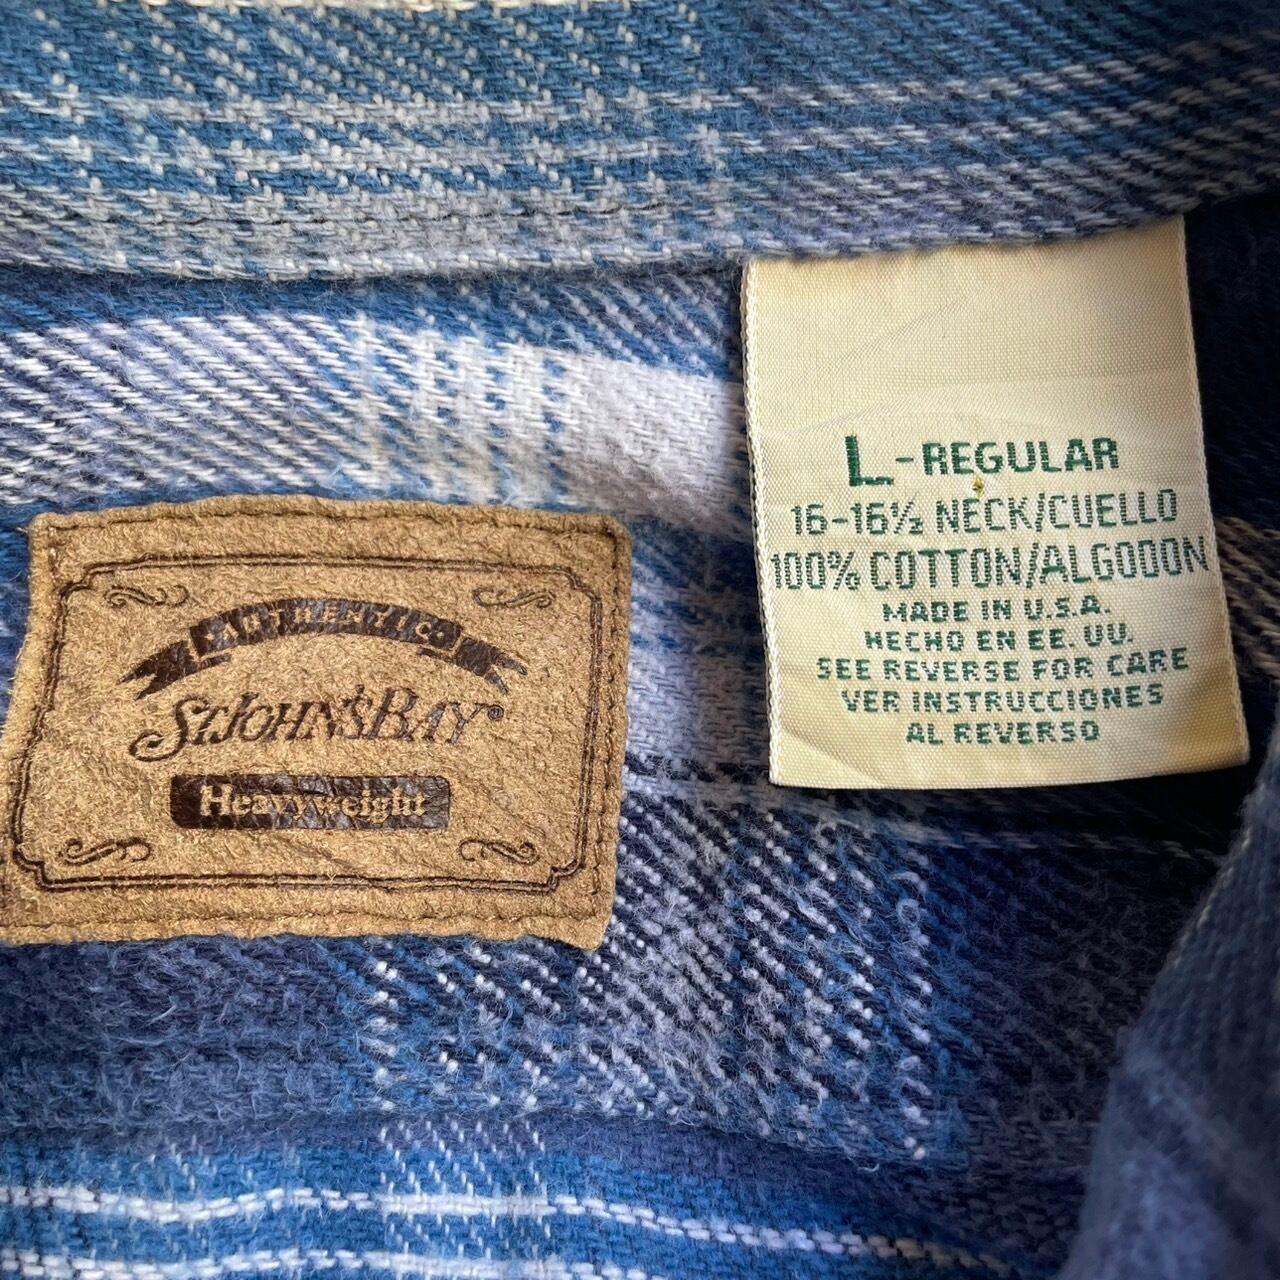 AUTHENTIC
ST. JOHN'S BAY®
Heavyweight
L-REGULAR
16-16½ NECK/CUELLO
100% COTTON/ALGODON
MADE IN U.S.A.
HECHO EN EE. UU.
SEE REVERSE FOR CARE
VER INSTRUCCIONES
AL REVERSO